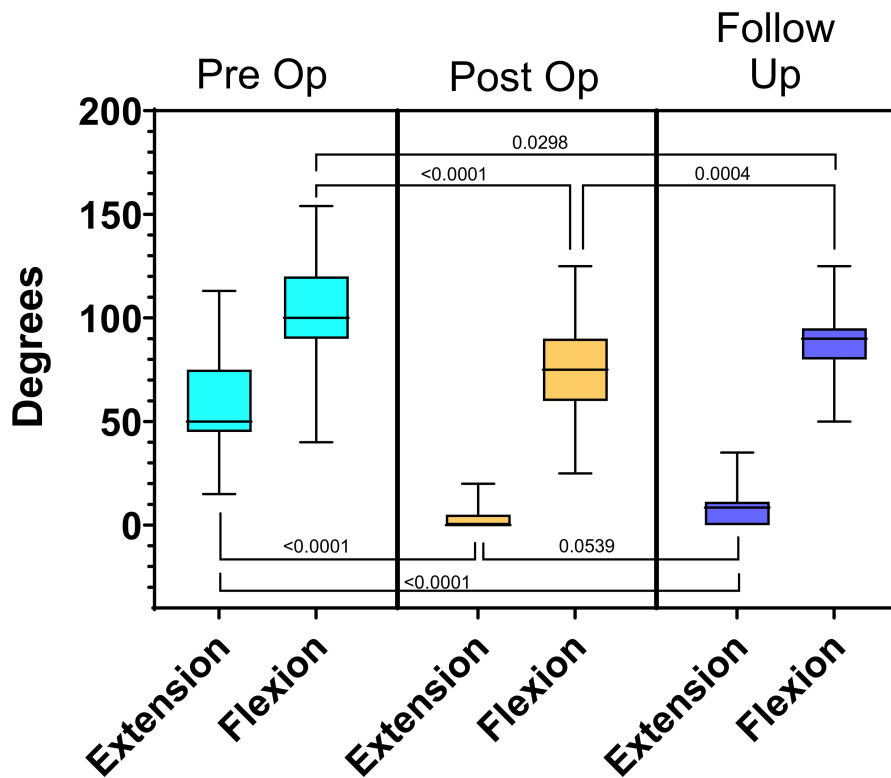 Pre Op
Post Op
Follow
Up
Degrees
200
150
100
50
0
0.0298
<0.0001
0.0004
<0.0001
0.0539
<0.0001
Extension
Flexion
Extension
Flexion
Extension
Flexion